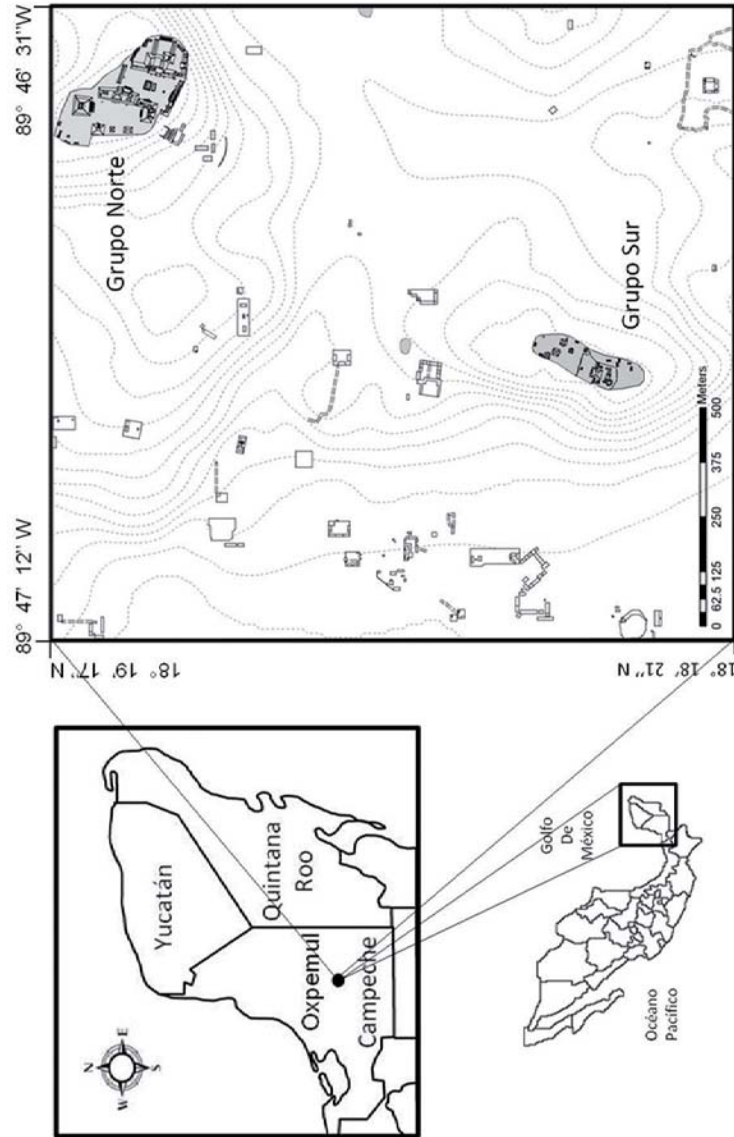 N
W
E
S
Yucatán
Quintana
Roo
Oxpemul
Campeche
Golfo
De
México
Océano
Pacífico
18° 19' 17'' N
18° 18' 21'' N
89° 47' 12'' W
89° 46' 31''W
Grupo Norte
Grupo Sur
0 62.5 125 250 375 500
Meters